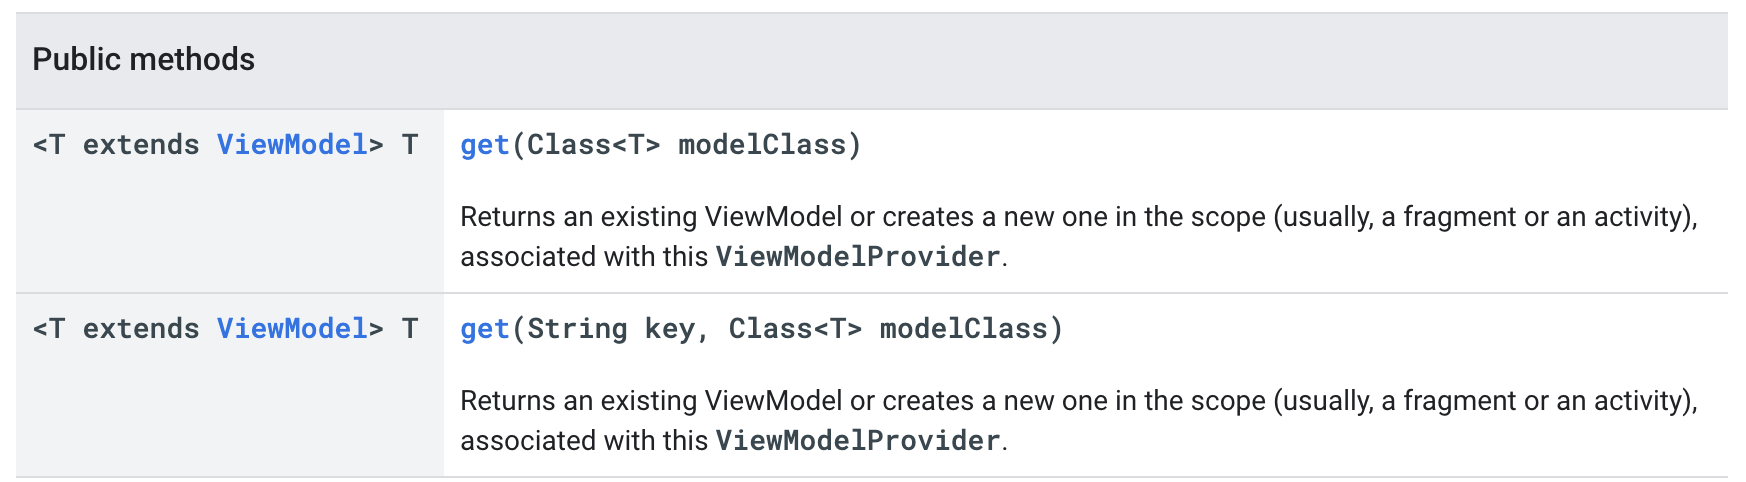 Public methods
<T extends ViewModel> T
get(Class<T> modelClass)
Returns an existing ViewModel or creates a new one in the scope (usually, a fragment or an activity),
associated with this ViewModelProvider.
<T extends ViewModel> T
get(String key, Class<T> modelClass)
Returns an existing ViewModel or creates a new one in the scope (usually, a fragment or an activity),
associated with this ViewModelProvider.